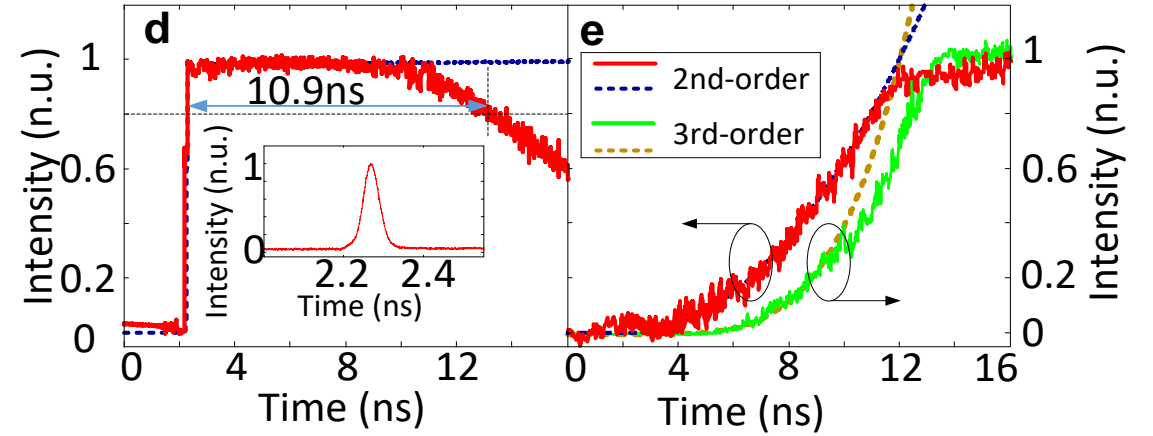 d
Intensity (n.u.)
1
0.6
0.2
0
10.9ns
Intensity (n.u.)
1
0
2.2 2.4
Time (ns)
0 4 8 12
Time (ns)
e
2nd-order
3rd-order
1
0.6
0.2
0
Intensity (n.u.)
0 4 8 12 16
Time (ns)